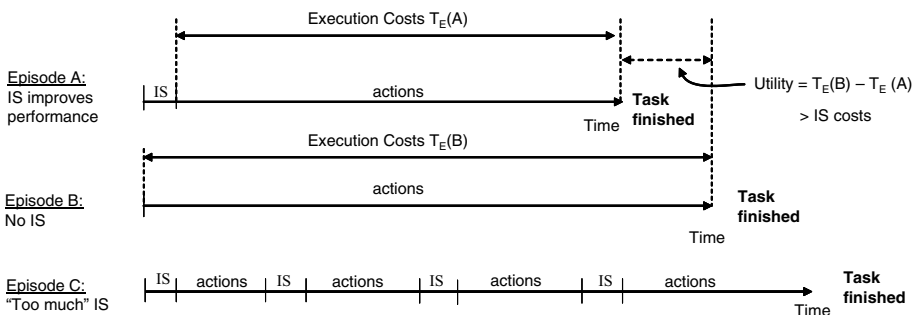 Execution Costs T_E(A)
Episode A:
IS improves
performance
IS
actions
Time
Task
finished
Utility = T_E(B) – T_E (A)
> IS costs
Execution Costs T_E(B)
Episode B:
No IS
actions
Time
Task
finished
Episode C:
“Too much” IS
IS actions IS actions IS actions IS actions
Time
Task
finished